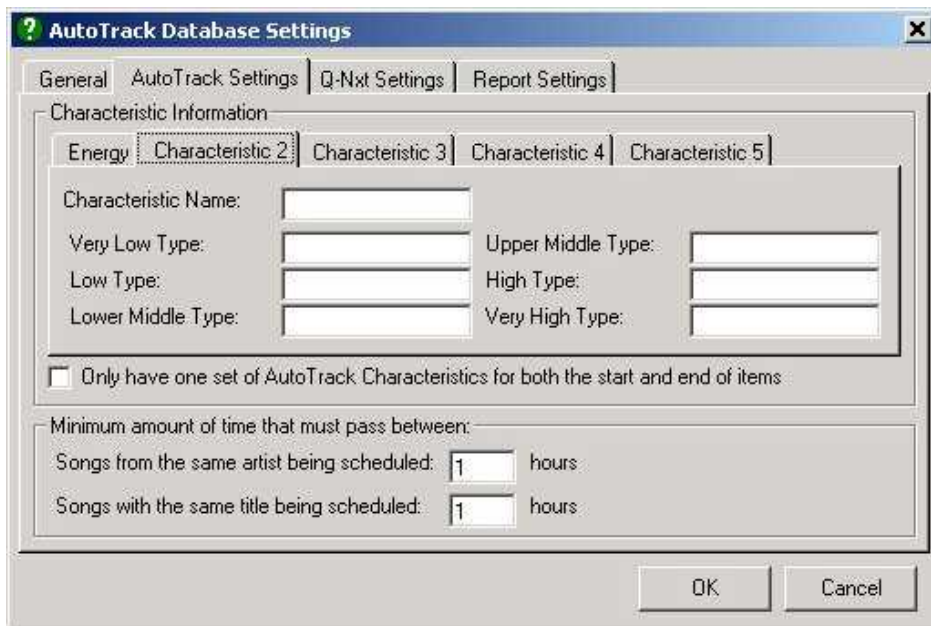 ? AutoTrack Database Settings
General AutoTrack Settings Q-Nxt Settings Report Settings
Characteristic Information
Energy Characteristic 2 Characteristic 3 Characteristic 4 Characteristic 5
Characteristic Name:
Very Low Type: Upper Middle Type:
Low Type: High Type:
Lower Middle Type: Very High Type:
Only have one set of AutoTrack Characteristics for both the start and end of items
Minimum amount of time that must pass between:
Songs from the same artist being scheduled: 1 hours
Songs with the same title being scheduled: 1 hours
OK Cancel